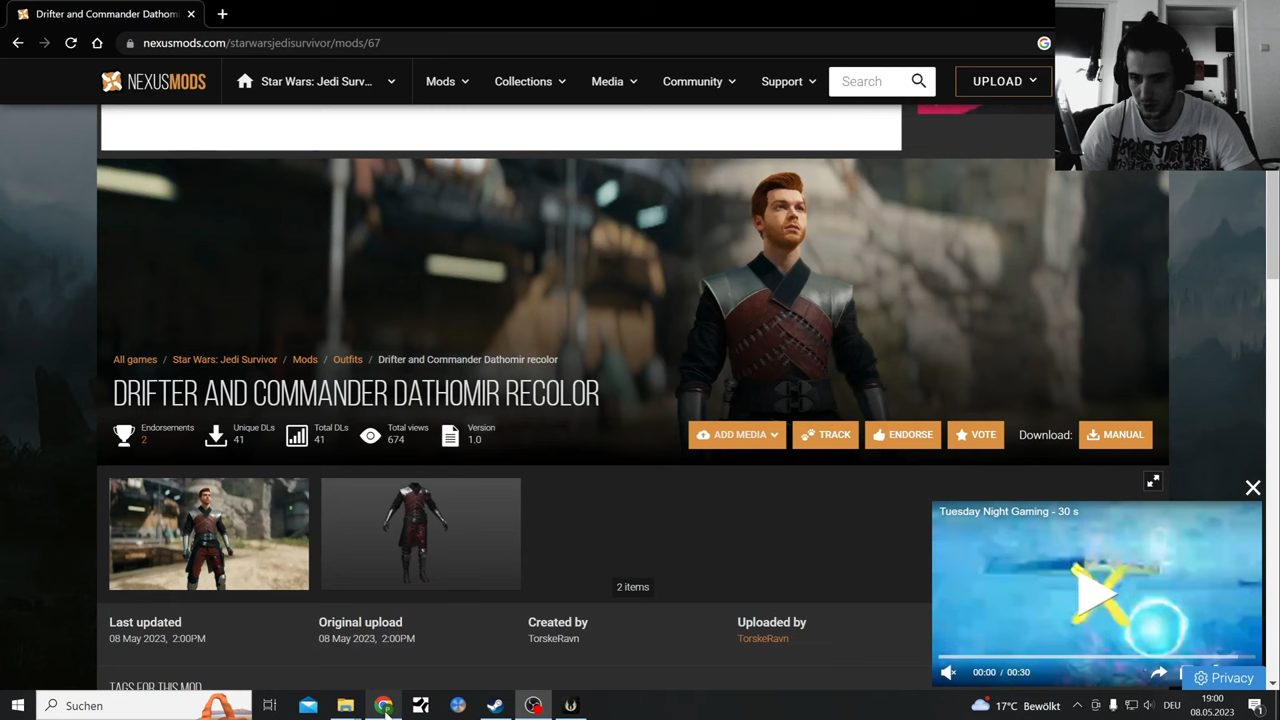 Drifter and Commander Dathomi
nexusmods.com/starwarsjedisurvivor/mods/67
NEXUSMODS
Star Wars: Jedi Surv...
Mods
Collections
Media
Community
Support
Search
UPLOAD
All games / Star Wars: Jedi Survivor / Mods / Outfits / Drifter and Commander Dathomir recolor
DRIFTER AND COMMANDER DATHOMIR RECOLOR
Endorsements
2
Unique DLs
41
Total DLs
41
Total views
674
Version
1.0
ADD MEDIA
TRACK
ENDORSE
VOTE
Download:
MANUAL
2 items
Tuesday Night Gaming - 30 s
00:00 / 00:30
Last updated
08 May 2023, 2:00PM
Original upload
08 May 2023, 2:00PM
Created by
TorskeRavn
Uploaded by
TorskeRavn
Privacy
TAGS FOR THIS MOD
Suchen
17°C Bewölkt
DEU
19:00
08.05.2023
1